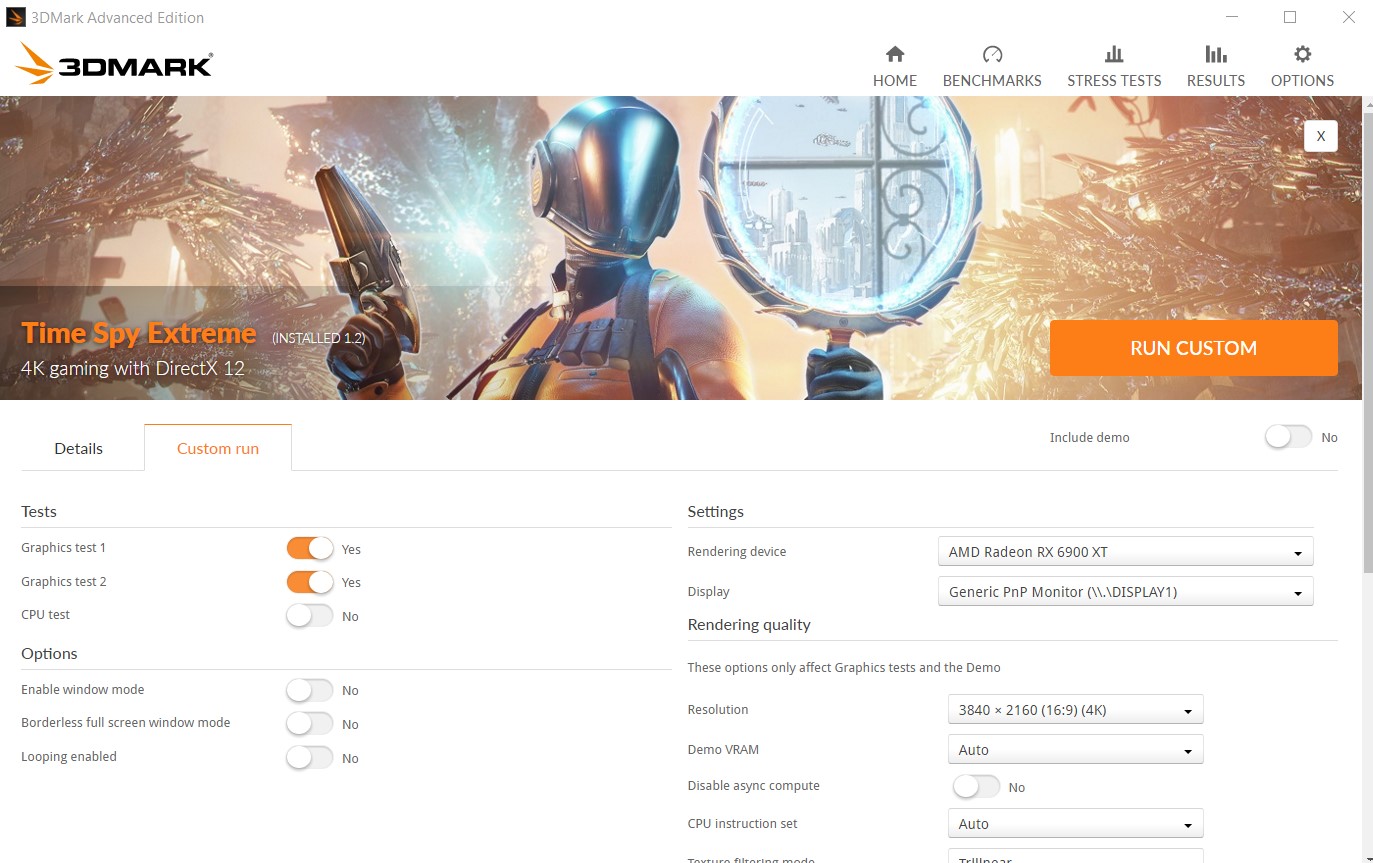 3DMark Advanced Edition
3DMARK®
HOME
BENCHMARKS
STRESS TESTS
RESULTS
OPTIONS
X
Time Spy Extreme (INSTALLED 1.2)
4K gaming with DirectX 12
RUN CUSTOM
Details
Custom run
Include demo No
Tests
Graphics test 1 Yes
Graphics test 2 Yes
CPU test No
Options
Enable window mode No
Borderless full screen window mode No
Looping enabled No
Settings
Rendering device AMD Radeon RX 6900 XT
Display Generic PnP Monitor (\\.\DISPLAY1)
Rendering quality
These options only affect Graphics tests and the Demo
Resolution 3840 × 2160 (16:9) (4K)
Demo VRAM Auto
Disable async compute No
CPU instruction set Auto
Texture filtering mode Trilinear